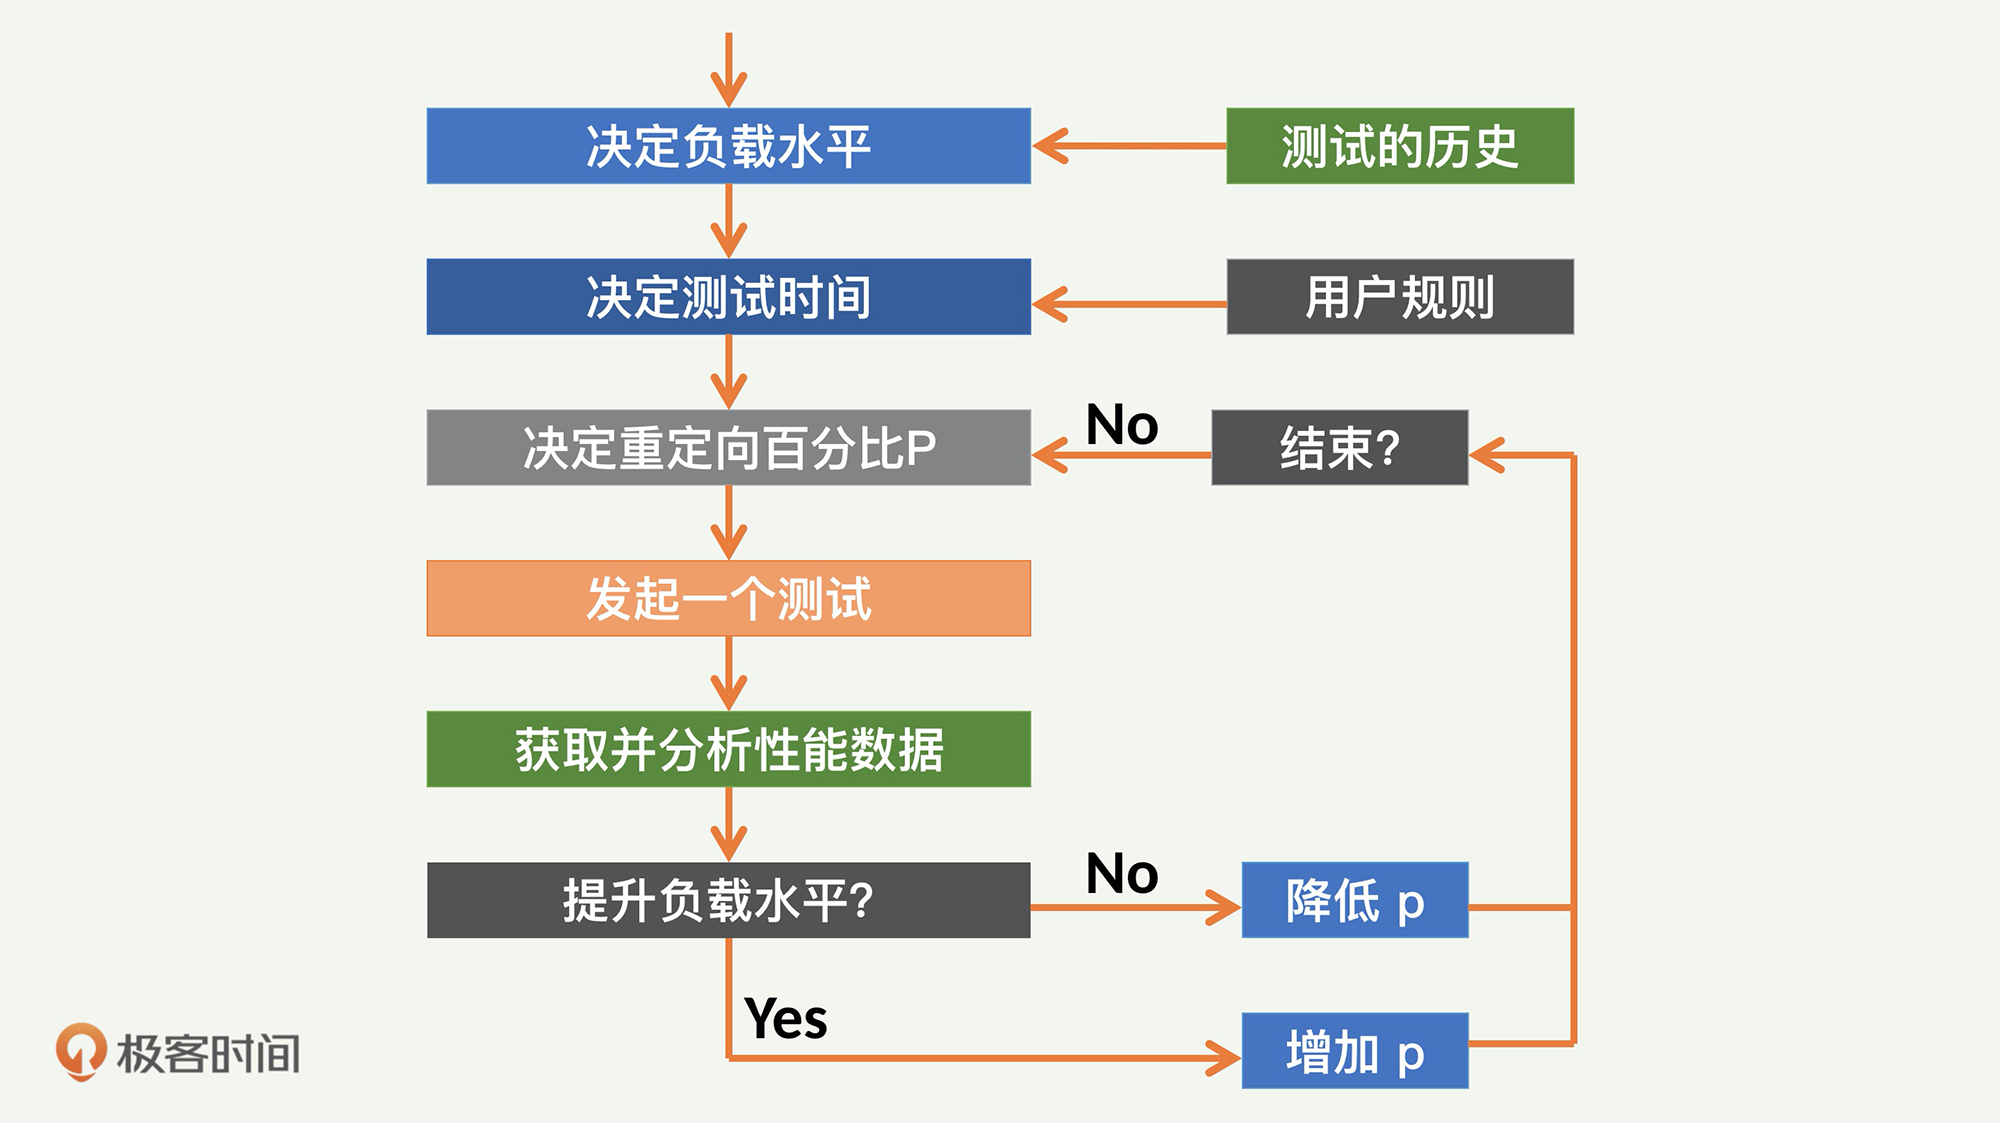 决定负载水平
测试的历史
决定测试时间
用户规则
决定重定向百分比P
No
结束?
发起一个测试
获取并分析性能数据
提升负载水平?
No
降低 p
Yes
增加 p
极客时间